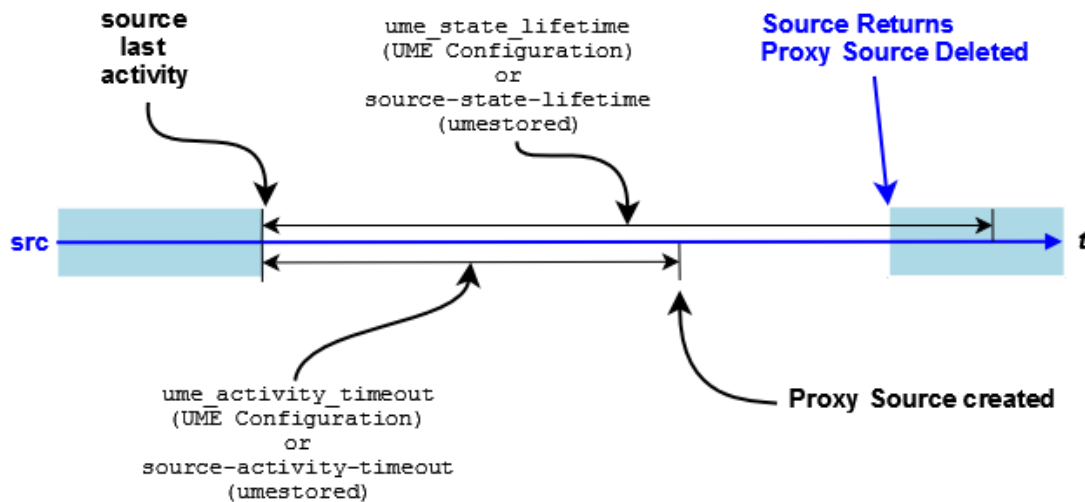 source
last
activity
ume_state_lifetime
(UME Configuration)
or
source-state-lifetime
(umestored)
Source Returns
Proxy Source Deleted
src
t
ume_activity_timeout
(UME Configuration)
or
source-activity-timeout
(umestored)
Proxy Source created